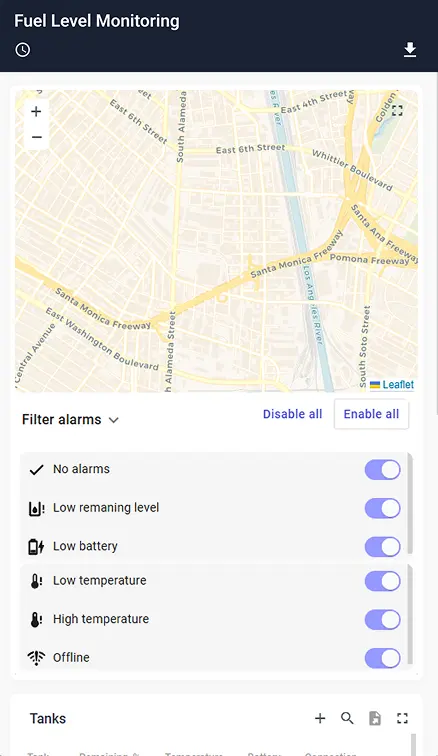 Fuel Level Monitoring
+
−
East 6th Street
South Alameda
East 4th Street
East 6th Street
Golden
Whittier Boulevard
Santa Ana Freeway
Pomona Freeway
Santa Monica Freeway
Los Angeles River
Santa Monica Freeway
East Washington Boulevard
Central Avenue
South Alameda Street
South Soto Street
Leaflet
Filter alarms
Disable all
Enable all
No alarms
Low remaning level
Low battery
Low temperature
High temperature
Offline
Tanks
+